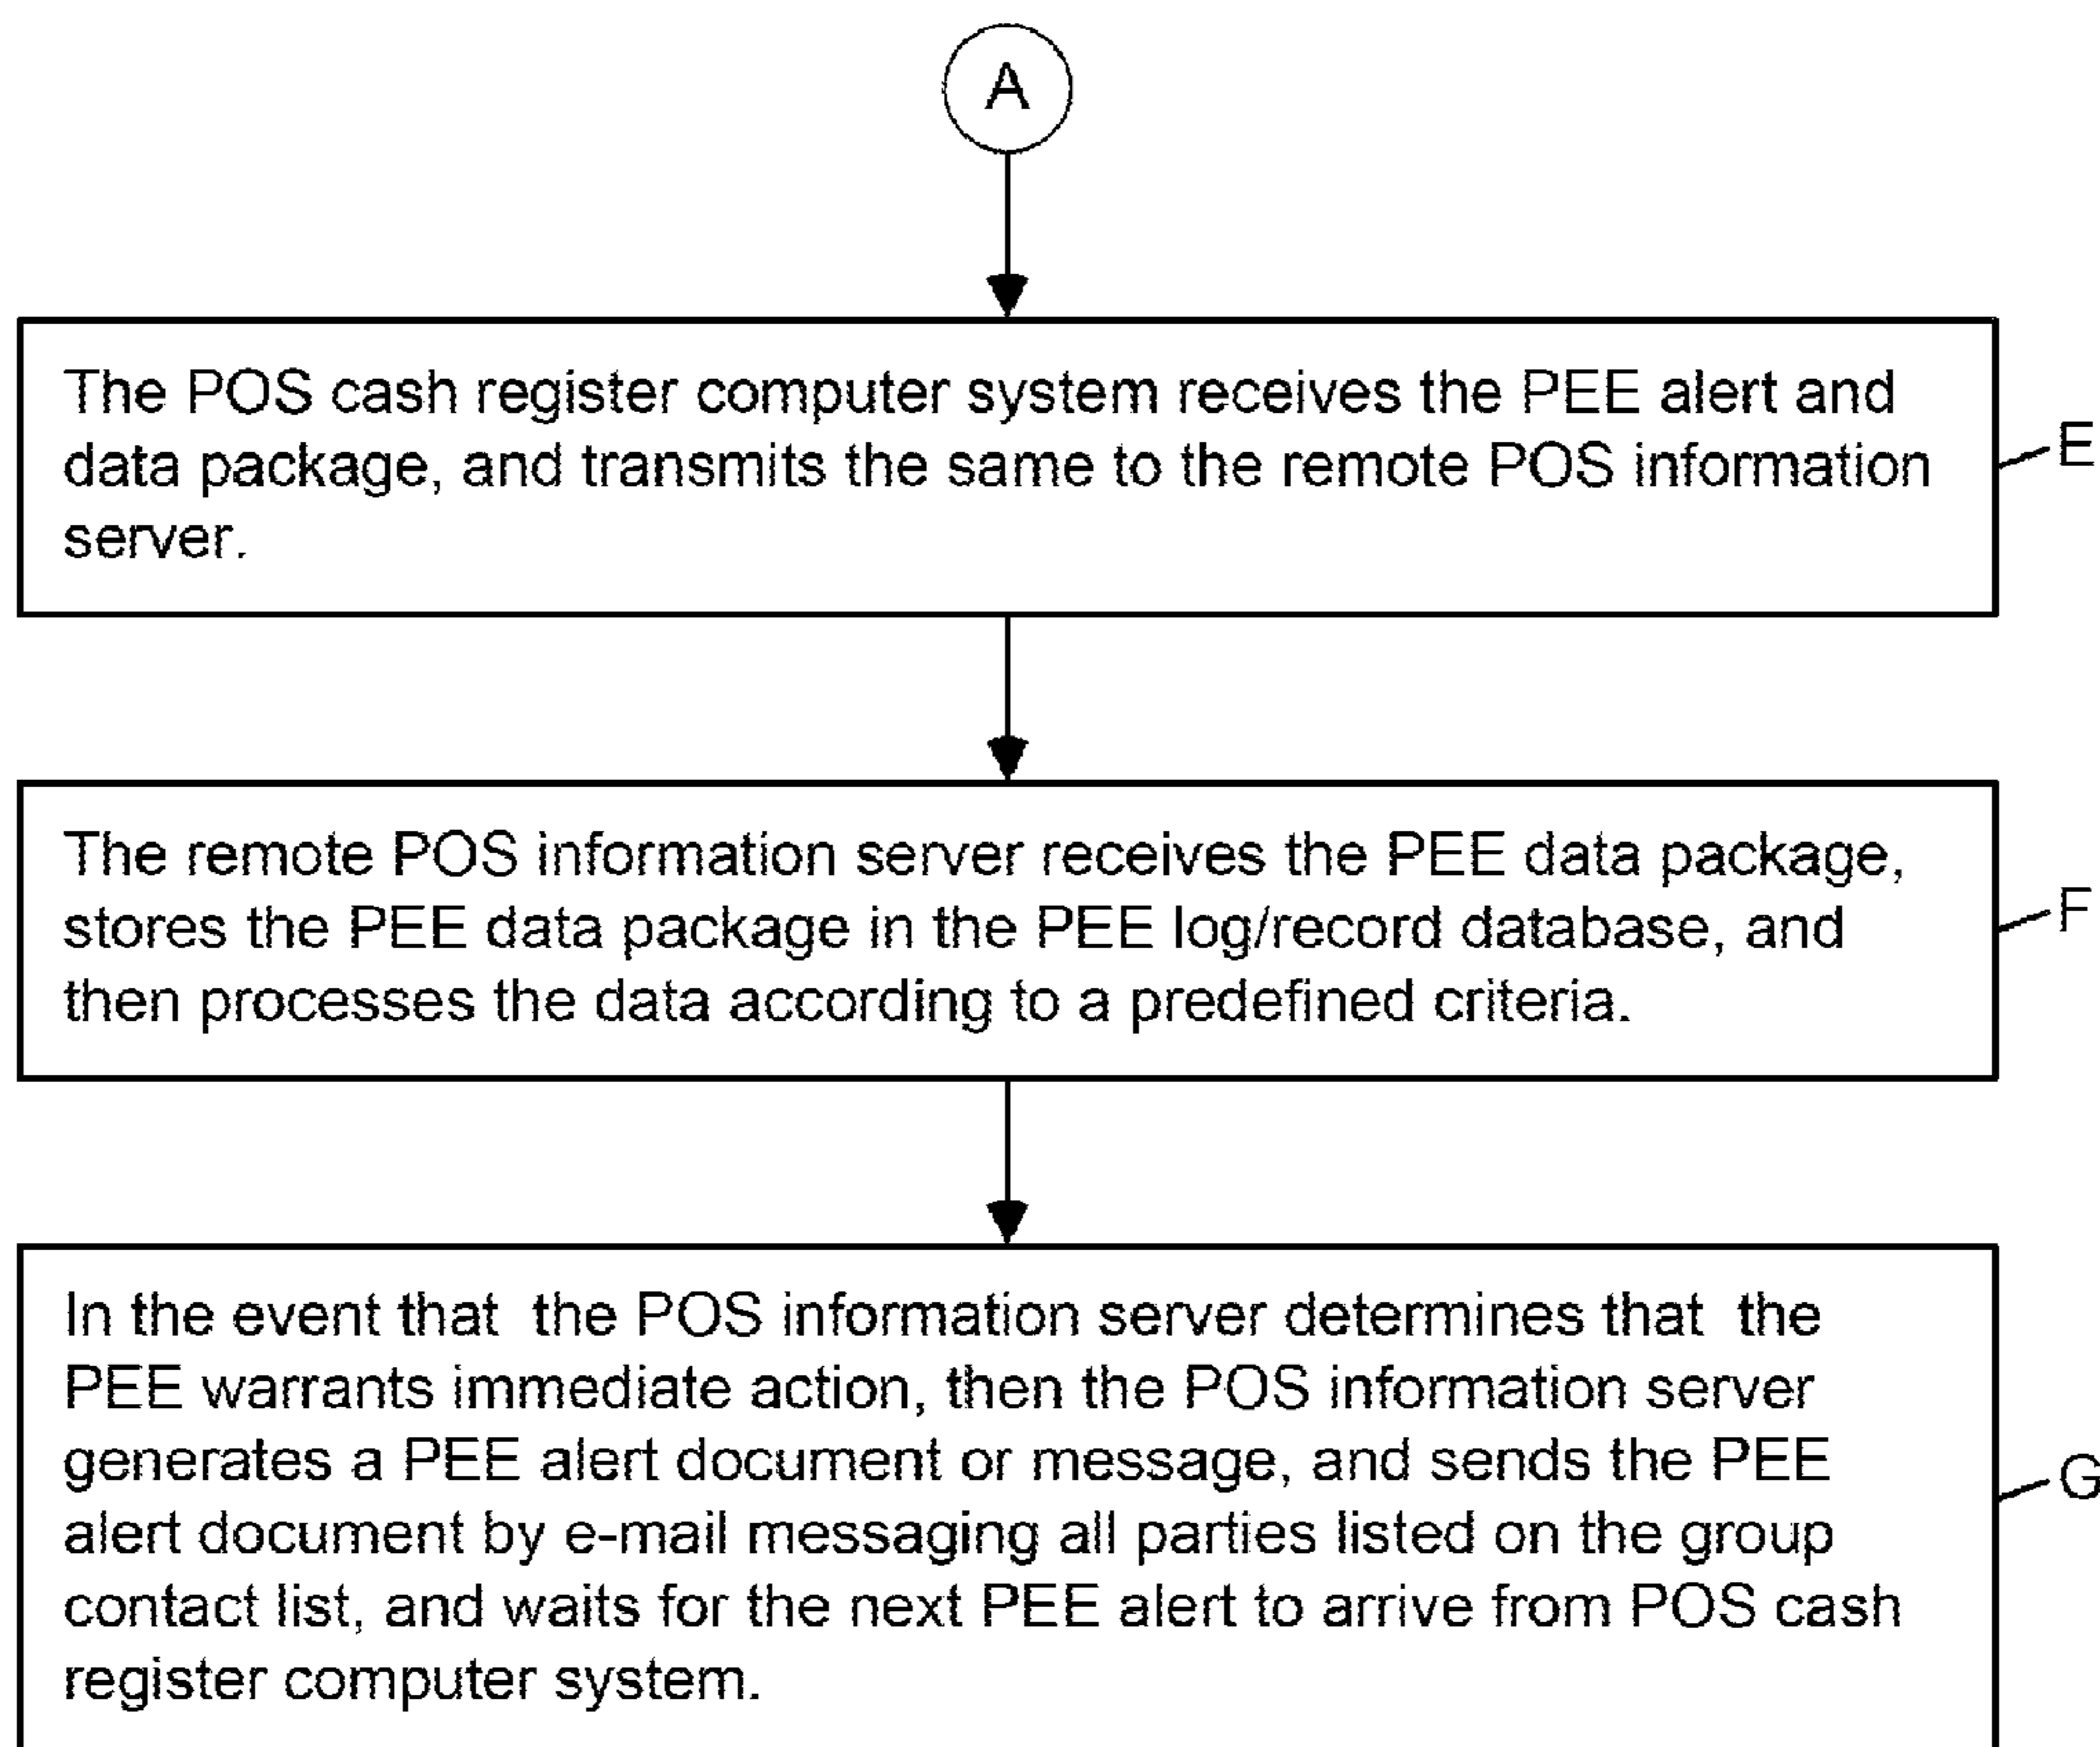 A
The POS cash register computer system receives the PEE alert and
data package, and transmits the same to the remote POS information
server.
E
The remote POS information server receives the PEE data package,
stores the PEE data package in the PEE log/record database, and
then processes the data according to a predefined criteria.
F
In the event that  the POS information server determines that  the
PEE warrants immediate action, then the POS information server
generates a PEE alert document or message, and sends the PEE
alert document by e-mail messaging all parties listed on the group
contact list, and waits for the next PEE alert to arrive from POS cash
register computer system.
G